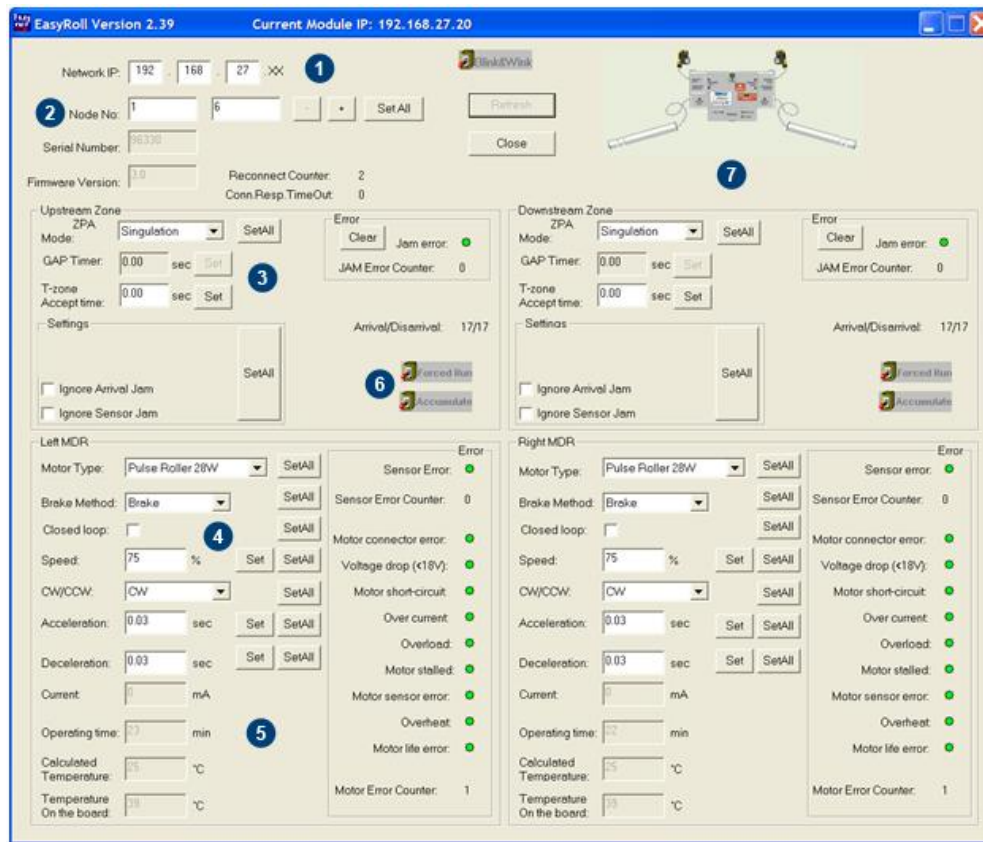 EasyRoll Version 2.39 Current Module IP: 192.168.27.20
Network IP: 192 . 168 . 27 .XX 1
Blink&Wink
2 Node No: 1 6 - + Set All Refresh
Serial Number: 96330 Close
Firmware Version: 3.0 Reconnect Counter: 2
Conn.Resp.TimeOut: 0
7
Upstream Zone
ZPA Mode: Singulation SetAll
GAP Timer: 0.00 sec Set
3
T-zone Accept time: 0.00 sec Set
Error
Clear Jam error:
JAM Error Counter: 0
Settings
Ignore Arrival Jam
Ignore Sensor Jam
SetAll
Arrival/Disarrival: 17/17
6
Forced Run
Accumulate
Downstream Zone
ZPA Mode: Singulation SetAll
GAP Timer: 0.00 sec Set
T-zone Accept time: 0.00 sec Set
Error
Clear Jam error:
JAM Error Counter: 0
Settings
Ignore Arrival Jam
Ignore Sensor Jam
SetAll
Arrival/Disarrival: 17/17
Forced Run
Accumulate
Left MDR
Motor Type: Pulse Roller 28W SetAll
Brake Method: Brake SetAll
Closed loop: SetAll
4
Speed: 75 % Set SetAll
CW/CCW: CW SetAll
Acceleration: 0.03 sec Set SetAll
Deceleration: 0.03 sec Set SetAll
Current: 0 mA
Operating time: 23 min
5
Calculated Temperature: 25 °C
Temperature On the board: 39 °C
Error
Sensor Error:
Sensor Error Counter: 0
Motor connector error:
Voltage drop (<18V):
Motor short-circuit:
Over current:
Overload:
Motor stalled:
Motor sensor error:
Overheat:
Motor life error:
Motor Error Counter: 1
Right MDR
Motor Type: Pulse Roller 28W SetAll
Brake Method: Brake SetAll
Closed loop: SetAll
Speed: 75 % Set SetAll
CW/CCW: CW SetAll
Acceleration: 0.03 sec Set SetAll
Deceleration: 0.03 sec Set SetAll
Current: 0 mA
Operating time: 22 min
Calculated Temperature: 25 °C
Temperature On the board: 39 °C
Error
Sensor error:
Sensor Error Counter: 0
Motor connector error:
Voltage drop (<18V):
Motor short-circuit:
Over current:
Overload:
Motor stalled:
Motor sensor error:
Overheat:
Motor life error:
Motor Error Counter: 1